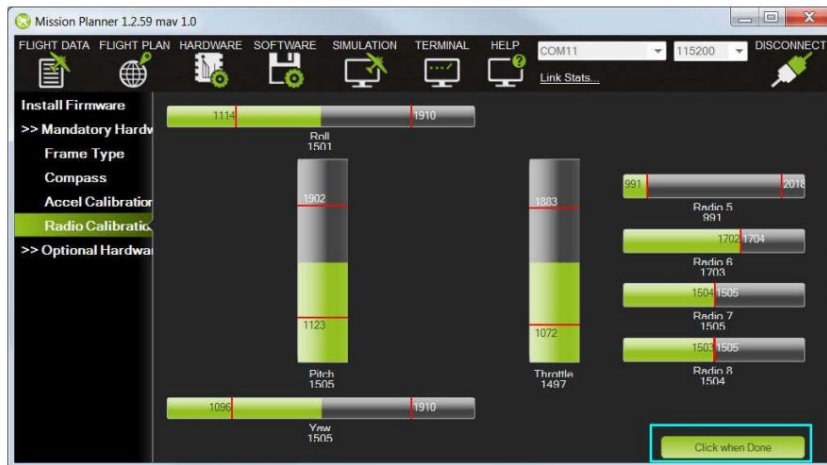 Mission Planner 1.2.59 mav 1.0
FLIGHT DATA FLIGHT PLAN HARDWARE SOFTWARE SIMULATION TERMINAL HELP COM11 115200 DISCONNECT
Link Stats...
Install Firmware
>> Mandatory Hardw
Frame Type
Compass
Accel Calibration
Radio Calibratic
>> Optional Hardwai
1114 1910
Roll
1501
1902
1123
Pitch
1505
1883
1072
Throttle
1497
991 2018
Radio 5
991
1702 1704
Radio 6
1703
1504 1505
Radio 7
1505
1503 1505
Radio 8
1504
1096 1910
Yaw
1505
Click when Done